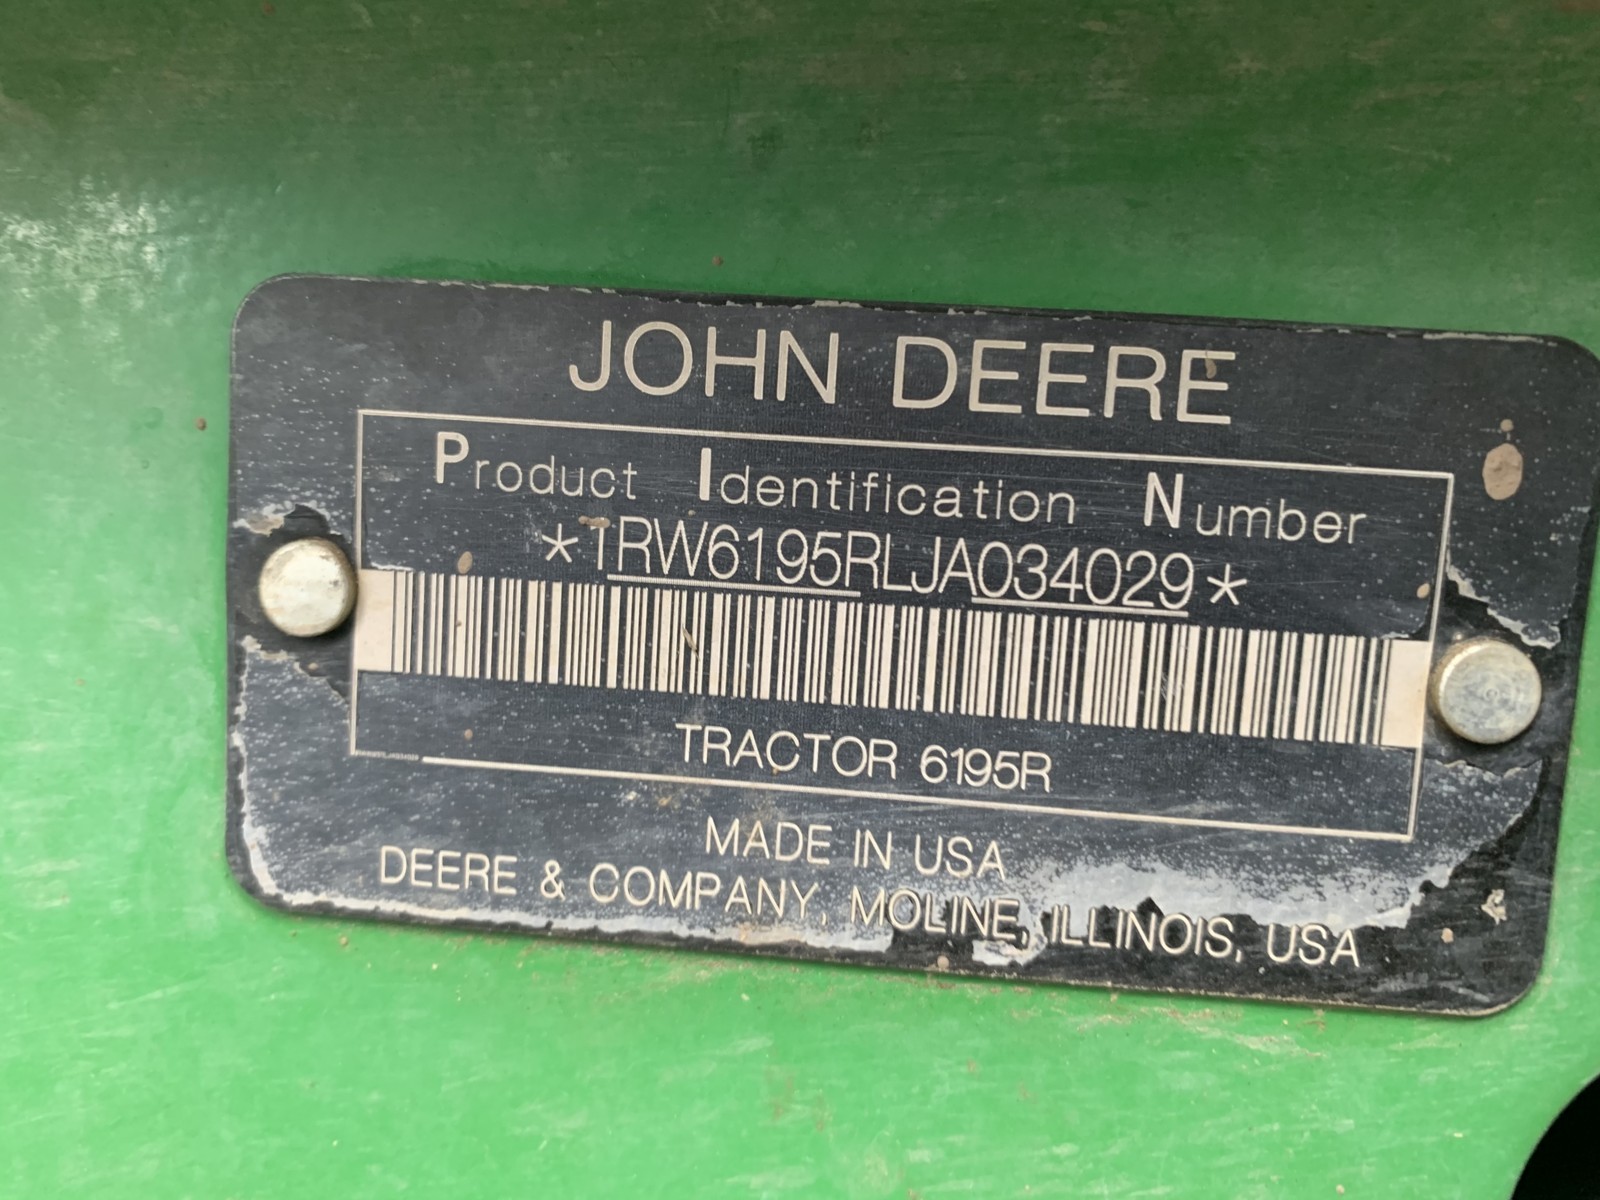 JOHN DEERE
Product Identification Number
*1RW6195RLJA034029*
TRACTOR 6195R
MADE IN USA
DEERE & COMPANY, MOLINE, ILLINOIS, USA